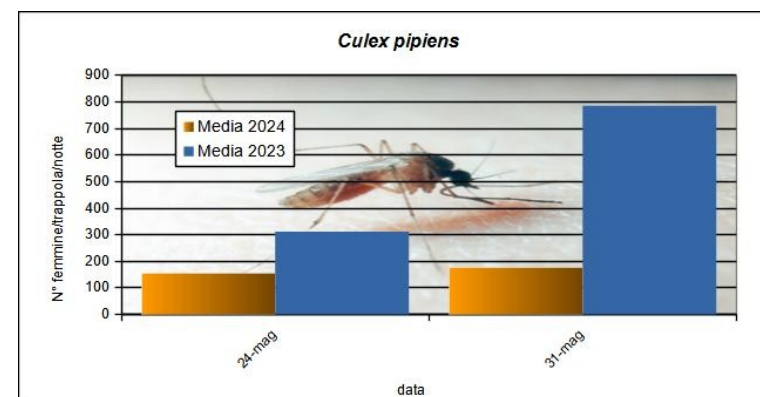 Culex pipiens
900
800
700
600
500
400
300
200
100
0
N° femmine/trappola/notte
Media 2024
Media 2023
24-mag
31-mag
data